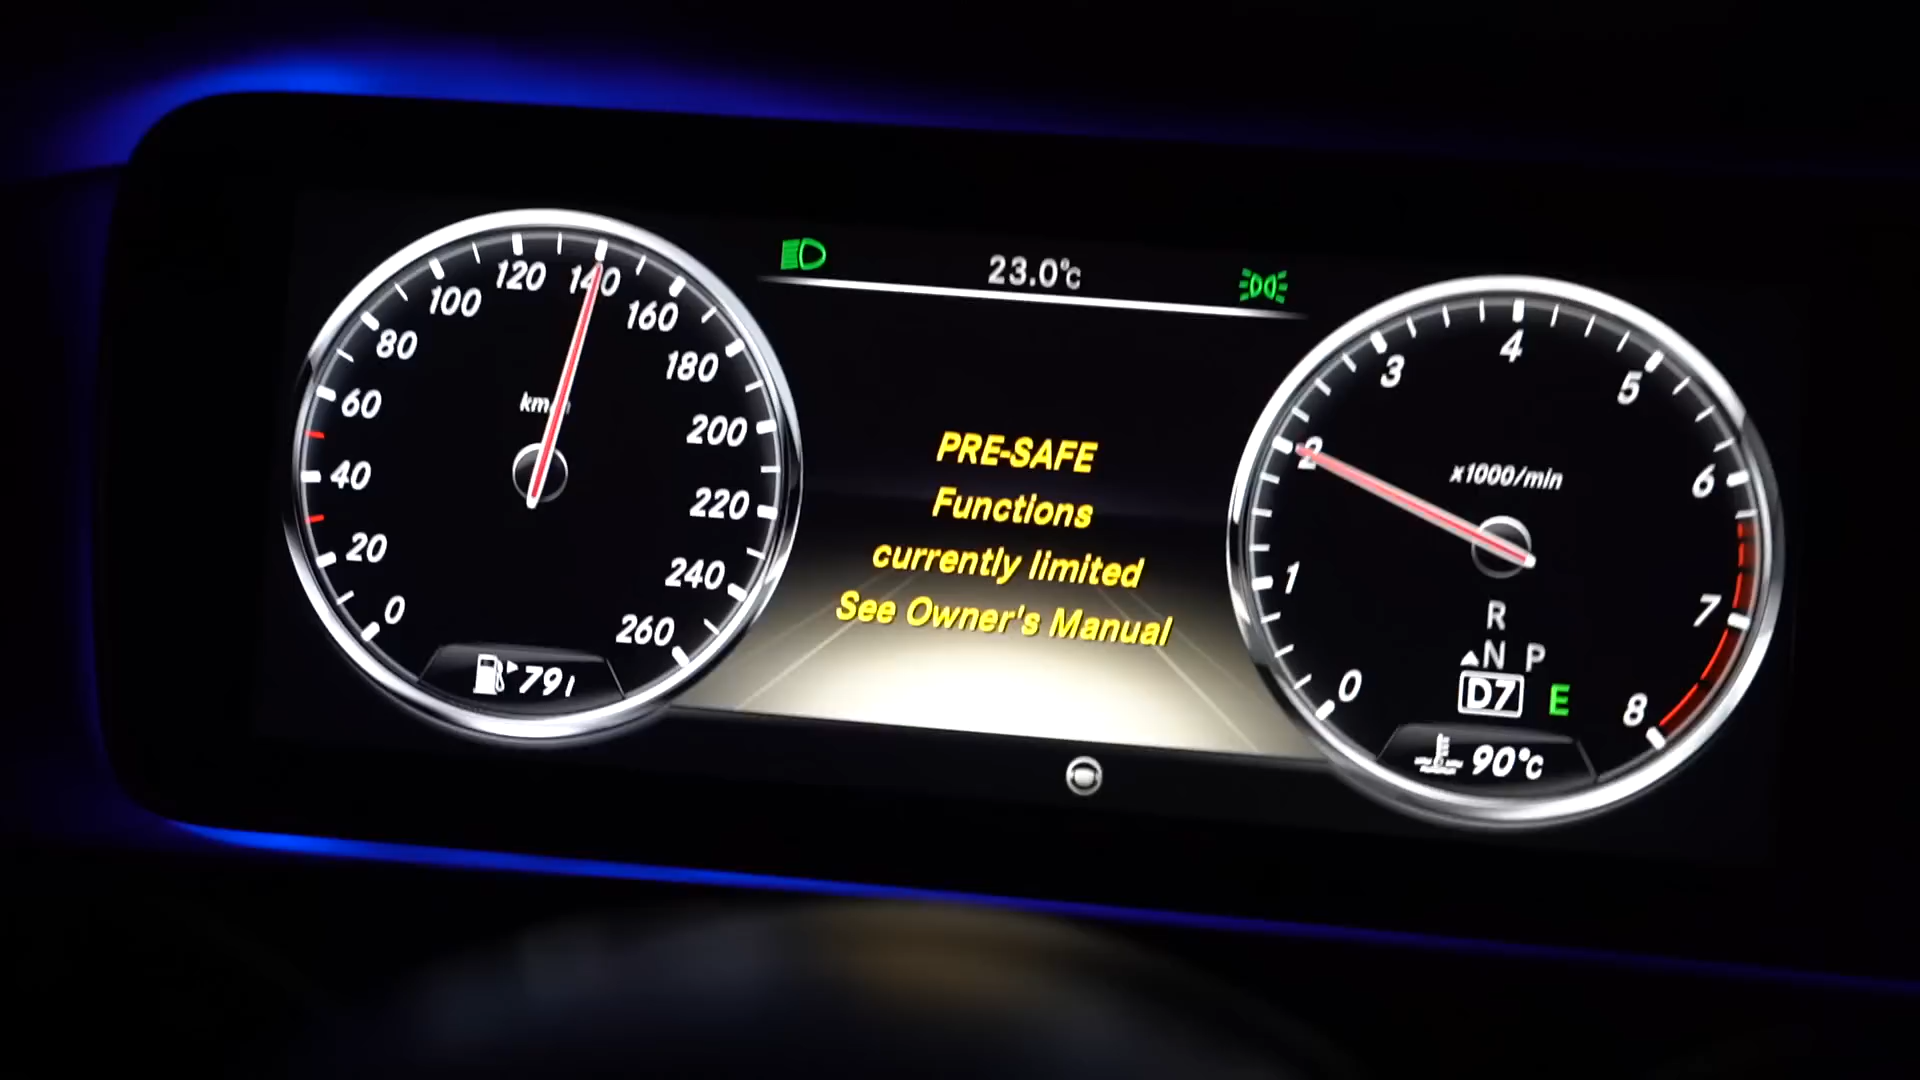 23.0°C
0
20
40
60
80
100
120
140
160
180
200
220
240
260
79 l
PRE-SAFE
Functions
currently limited
See Owner's Manual
0
1
2
3
4
5
6
7
8
x1000/min
R
N P
D7 E
90°C